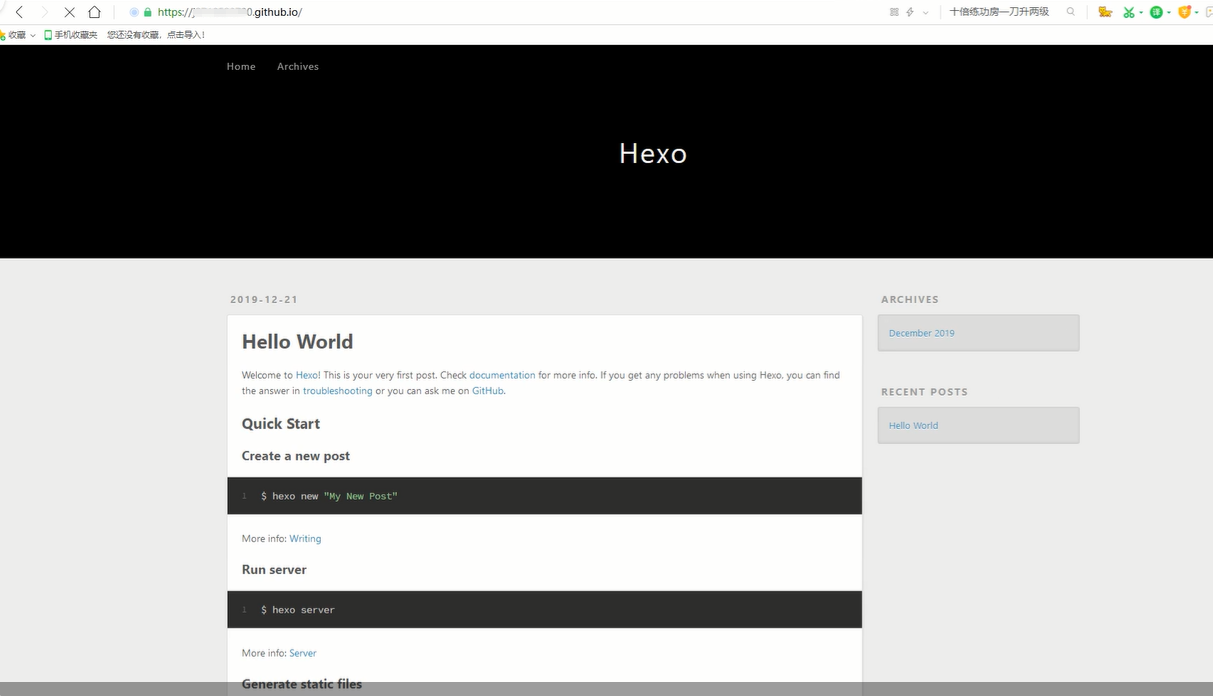 https:// 0.github.io/
十倍练功房一刀升两级
收藏
手机收藏夹
您还没有收藏，点击导入!
Home
Archives
Hexo
2019-12-21
Hello World
Welcome to Hexo! This is your very first post. Check documentation for more info. If you get any problems when using Hexo, you can find
the answer in troubleshooting or you can ask me on GitHub.
Quick Start
Create a new post
1 $ hexo new "My New Post"
More info: Writing
Run server
1 $ hexo server
More info: Server
Generate static files
ARCHIVES
December 2019
RECENT POSTS
Hello World